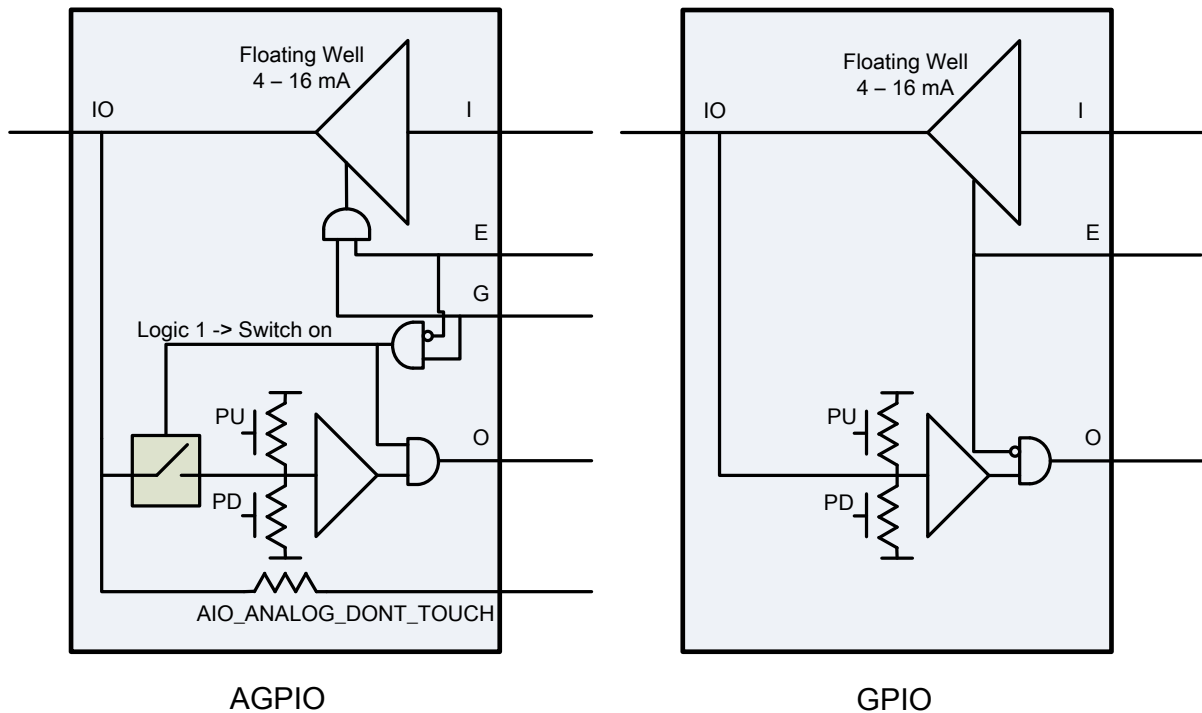 Floating Well
4 – 16 mA
IO
I
E
G
Logic 1 -> Switch on
PU
O
PD
AIO_ANALOG_DONT_TOUCH
AGPIO
Floating Well
4 – 16 mA
IO
I
E
PU
O
PD
GPIO